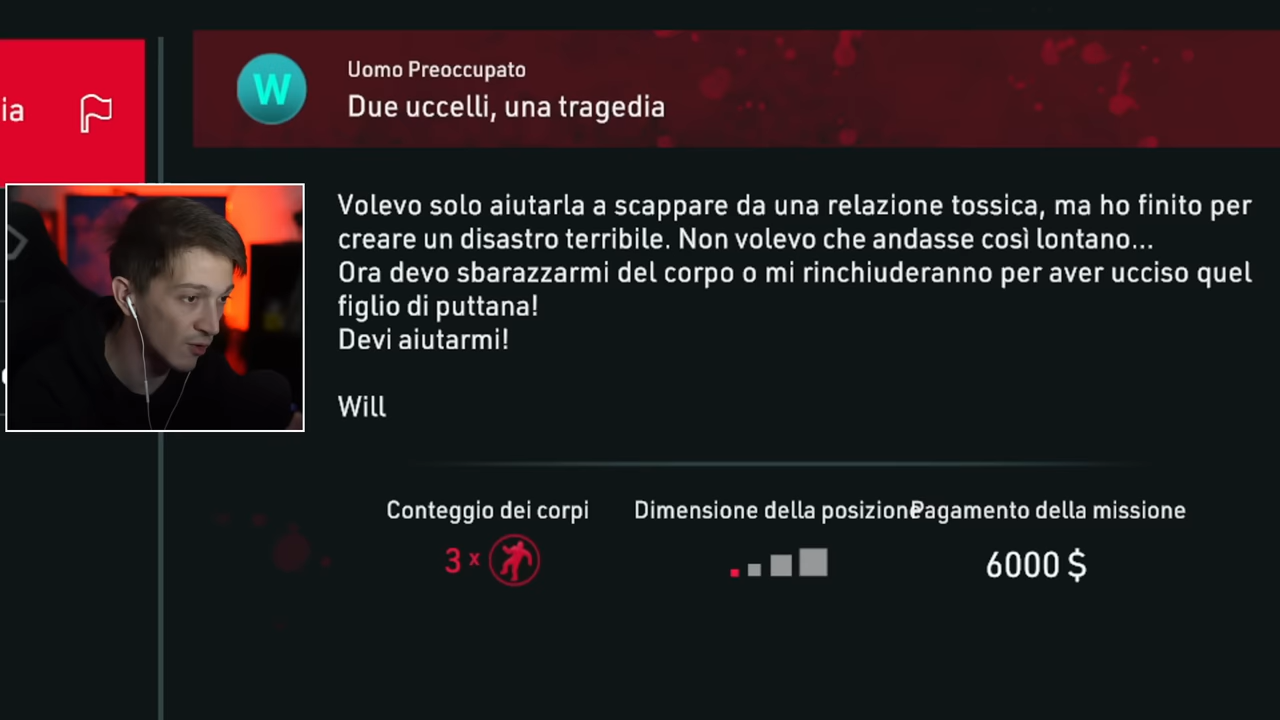 ia
W
Uomo Preoccupato
Due uccelli, una tragedia
Volevo solo aiutarla a scappare da una relazione tossica, ma ho finito per
creare un disastro terribile. Non volevo che andasse così lontano...
Ora devo sbarazzarmi del corpo o mi rinchiuderanno per aver ucciso quel
figlio di puttana!
Devi aiutarmi!
Will
Conteggio dei corpi
Dimensione della posizione
Pagamento della missione
3 x
6000 $